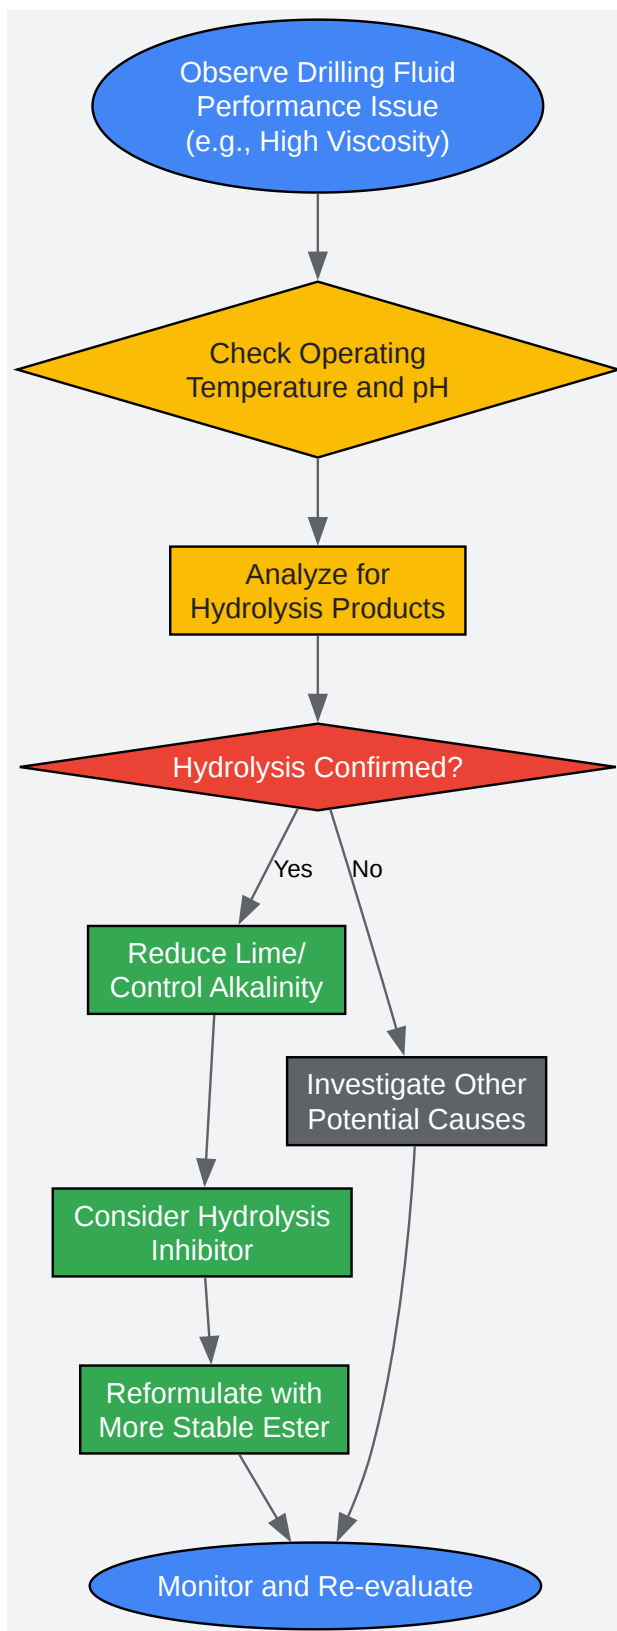 Observe Drilling Fluid
Performance Issue
(e.g., High Viscosity)
Check Operating
Temperature and pH
Analyze for
Hydrolysis Products
Hydrolysis Confirmed?
Yes
No
Reduce Lime/
Control Alkalinity
Investigate Other
Potential Causes
Consider Hydrolysis
Inhibitor
Reformulate with
More Stable Ester
Monitor and Re-evaluate